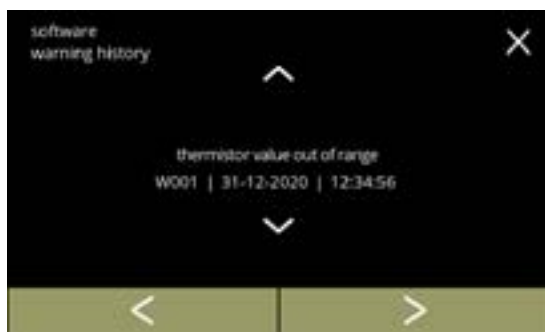 software
warning history
thermistor value out of range
W001 | 31-12-2020 | 12:34:56